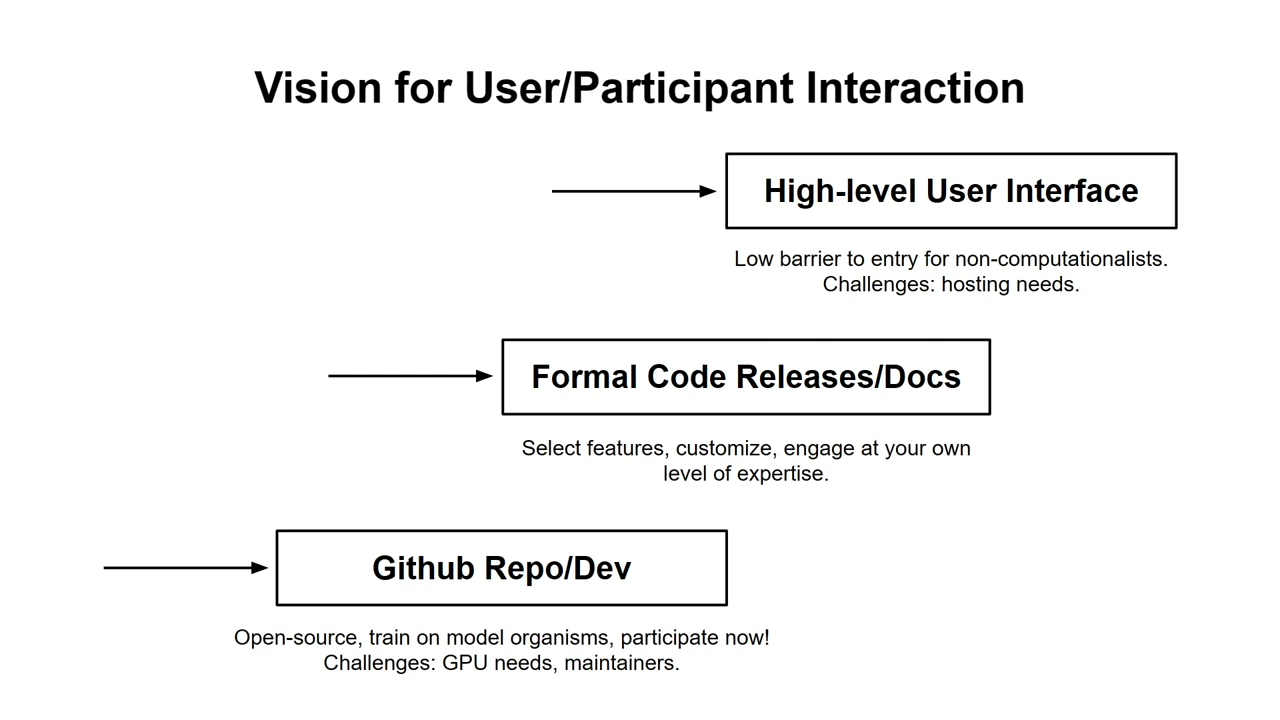 Vision for User/Participant Interaction
High-level User Interface
Low barrier to entry for non-computationalists.
Challenges: hosting needs.
Formal Code Releases/Docs
Select features, customize, engage at your own
level of expertise.
Github Repo/Dev
Open-source, train on model organisms, participate now!
Challenges: GPU needs, maintainers.